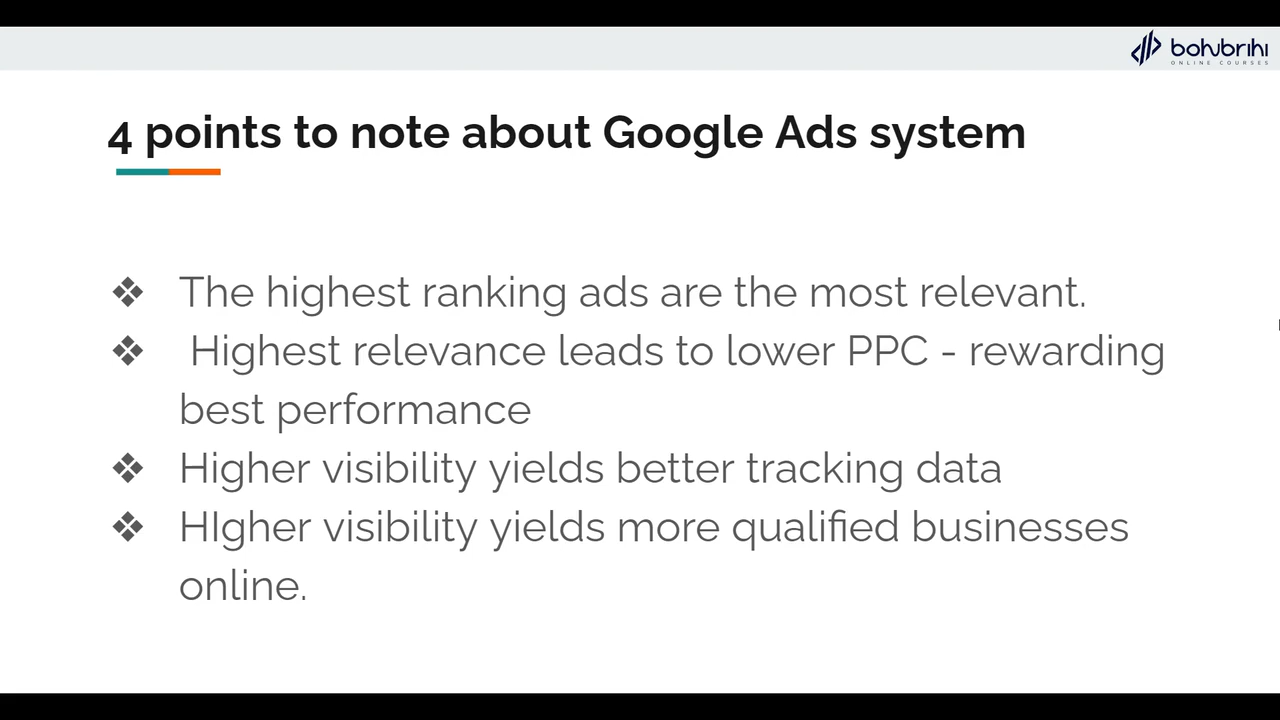 bohubrihi
ONLINE COURSES
4 points to note about Google Ads system
❖ The highest ranking ads are the most relevant.
❖ Highest relevance leads to lower PPC - rewarding
best performance
❖ Higher visibility yields better tracking data
❖ HIgher visibility yields more qualified businesses
online.